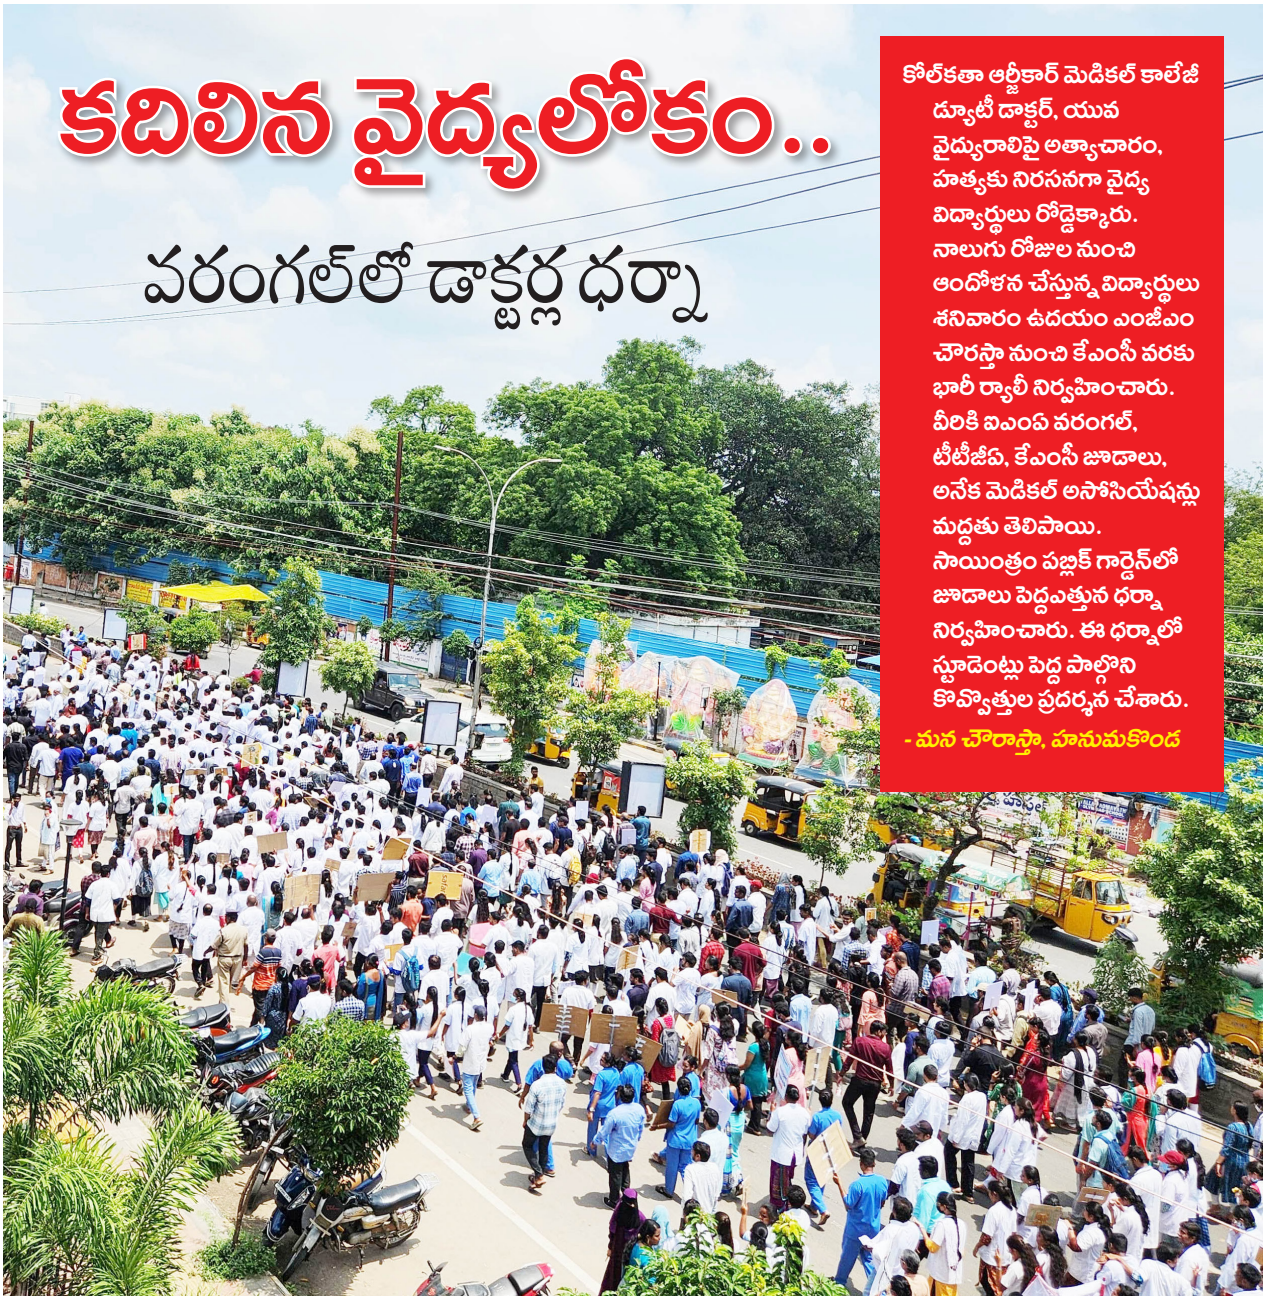 కదిలిన వైద్యలోకం..
వరంగల్‌లో డాక్టర్ల ధర్నా
కోల్‌కతా ఆర్జీకార్ మెడికల్ కాలేజీ
డ్యూటీ డాక్టర్, యువ
వైద్యురాలిపై అత్యాచారం,
హత్యకు నిరసనగా వైద్య
విద్యార్థులు రోడ్డెక్కారు.
నాలుగు రోజుల నుంచి
ఆందోళన చేస్తున్న విద్యార్థులు
శనివారం ఉదయం ఎంజీఎం
చౌరస్తా నుంచి కేఎంసీ వరకు
భారీ ర్యాలీ నిర్వహించారు.
వీరికి ఐఎంఏ వరంగల్,
టీటీజీఏ, కేఎంసీ జూడాలు,
అనేక మెడికల్ అసోసియేషన్లు
మద్దతు తెలిపాయి.
సాయింత్రం పబ్లిక్ గార్డెన్‌లో
జూడాలు పెద్దఎత్తున ధర్నా
నిర్వహించారు. ఈ ధర్నాలో
స్టూడెంట్లు పెద్ద పాల్గొని
కొవ్వొత్తుల ప్రదర్శన చేశారు.
- మన చౌరాస్తా, హనుమకొండ